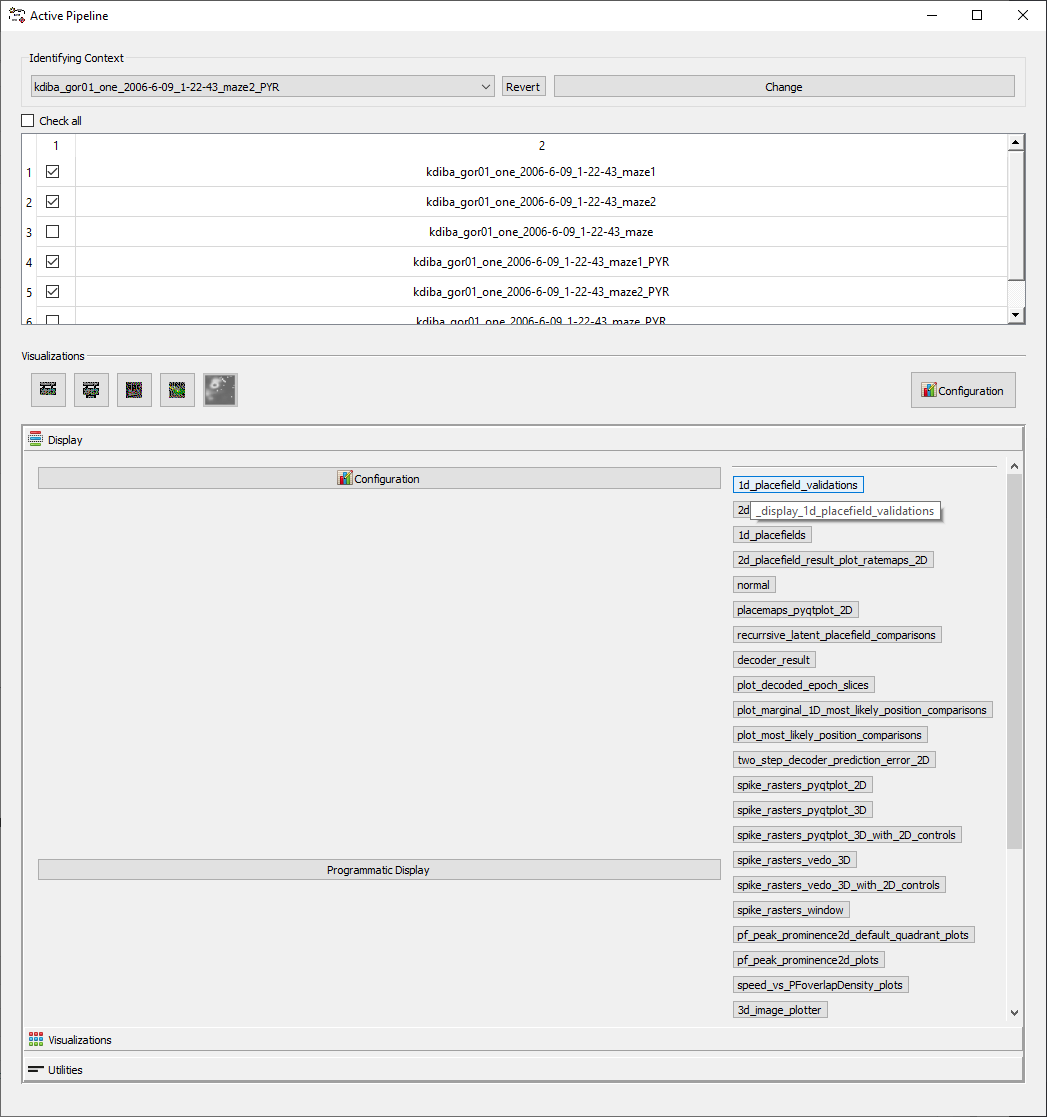 Active Pipeline
Identifying Context
kdiba_gor01_one_2006-6-09_1-22-43_maze2_PYR
Revert
Change
Check all
1
2
1
kdiba_gor01_one_2006-6-09_1-22-43_maze1
2
kdiba_gor01_one_2006-6-09_1-22-43_maze2
3
kdiba_gor01_one_2006-6-09_1-22-43_maze
4
kdiba_gor01_one_2006-6-09_1-22-43_maze1_PYR
5
kdiba_gor01_one_2006-6-09_1-22-43_maze2_PYR
6
kdiba_gor01_one_2006-6-09_1-22-43_maze_PYR
Visualizations
Configuration
Display
Configuration
1d_placefield_validations
2d
_display_1d_placefield_validations
1d_placefields
2d_placefield_result_plot_ratemaps_2D
normal
placemaps_pyqtplot_2D
recurrsive_latent_placefield_comparisons
decoder_result
plot_decoded_epoch_slices
plot_marginal_1D_most_likely_position_comparisons
plot_most_likely_position_comparisons
two_step_decoder_prediction_error_2D
spike_rasters_pyqtplot_2D
spike_rasters_pyqtplot_3D
spike_rasters_pyqtplot_3D_with_2D_controls
spike_rasters_vedo_3D
Programmatic Display
spike_rasters_vedo_3D_with_2D_controls
spike_rasters_window
pf_peak_prominence2d_default_quadrant_plots
pf_peak_prominence2d_plots
speed_vs_PFoverlapDensity_plots
3d_image_plotter
Visualizations
Utilities